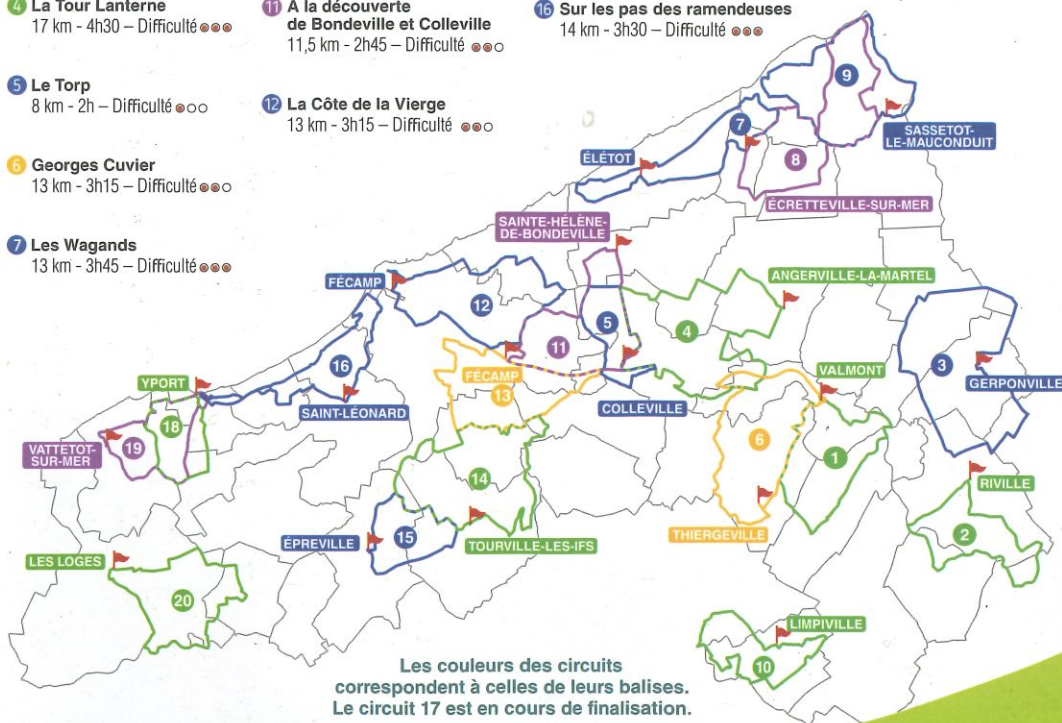 4 La Tour Lanterne
17 km - 4h30 – Difficulté
5 Le Torp
8 km - 2h – Difficulté
6 Georges Cuvier
13 km - 3h15 – Difficulté
7 Les Wagands
13 km - 3h45 – Difficulté
11 A la découverte
de Bondeville et Colleville
11,5 km - 2h45 – Difficulté
12 La Côte de la Vierge
13 km - 3h15 – Difficulté
16 Sur les pas des ramendeuses
14 km - 3h30 – Difficulté
9
7
SASSETOT-
LE-MAUCONDUIT
ÉLÉTOT
8
ÉCRETTEVILLE-SUR-MER
SAINTE-HÉLÈNE-
DE-BONDEVILLE
FÉCAMP
ANGERVILLE-LA-MARTEL
12
5
4
11
3
16
YPORT
FÉCAMP
13
VALMONT
GERPONVILLE
SAINT-LÉONARD
COLLEVILLE
18
19
VATTETOT-
SUR-MER
6
1
14
RIVILLE
15
ÉPREVILLE
TOURVILLE-LES-IFS
THIERGEVILLE
2
LES LOGES
20
LIMPIVILLE
10
Les couleurs des circuits
correspondent à celles de leurs balises.
Le circuit 17 est en cours de finalisation.